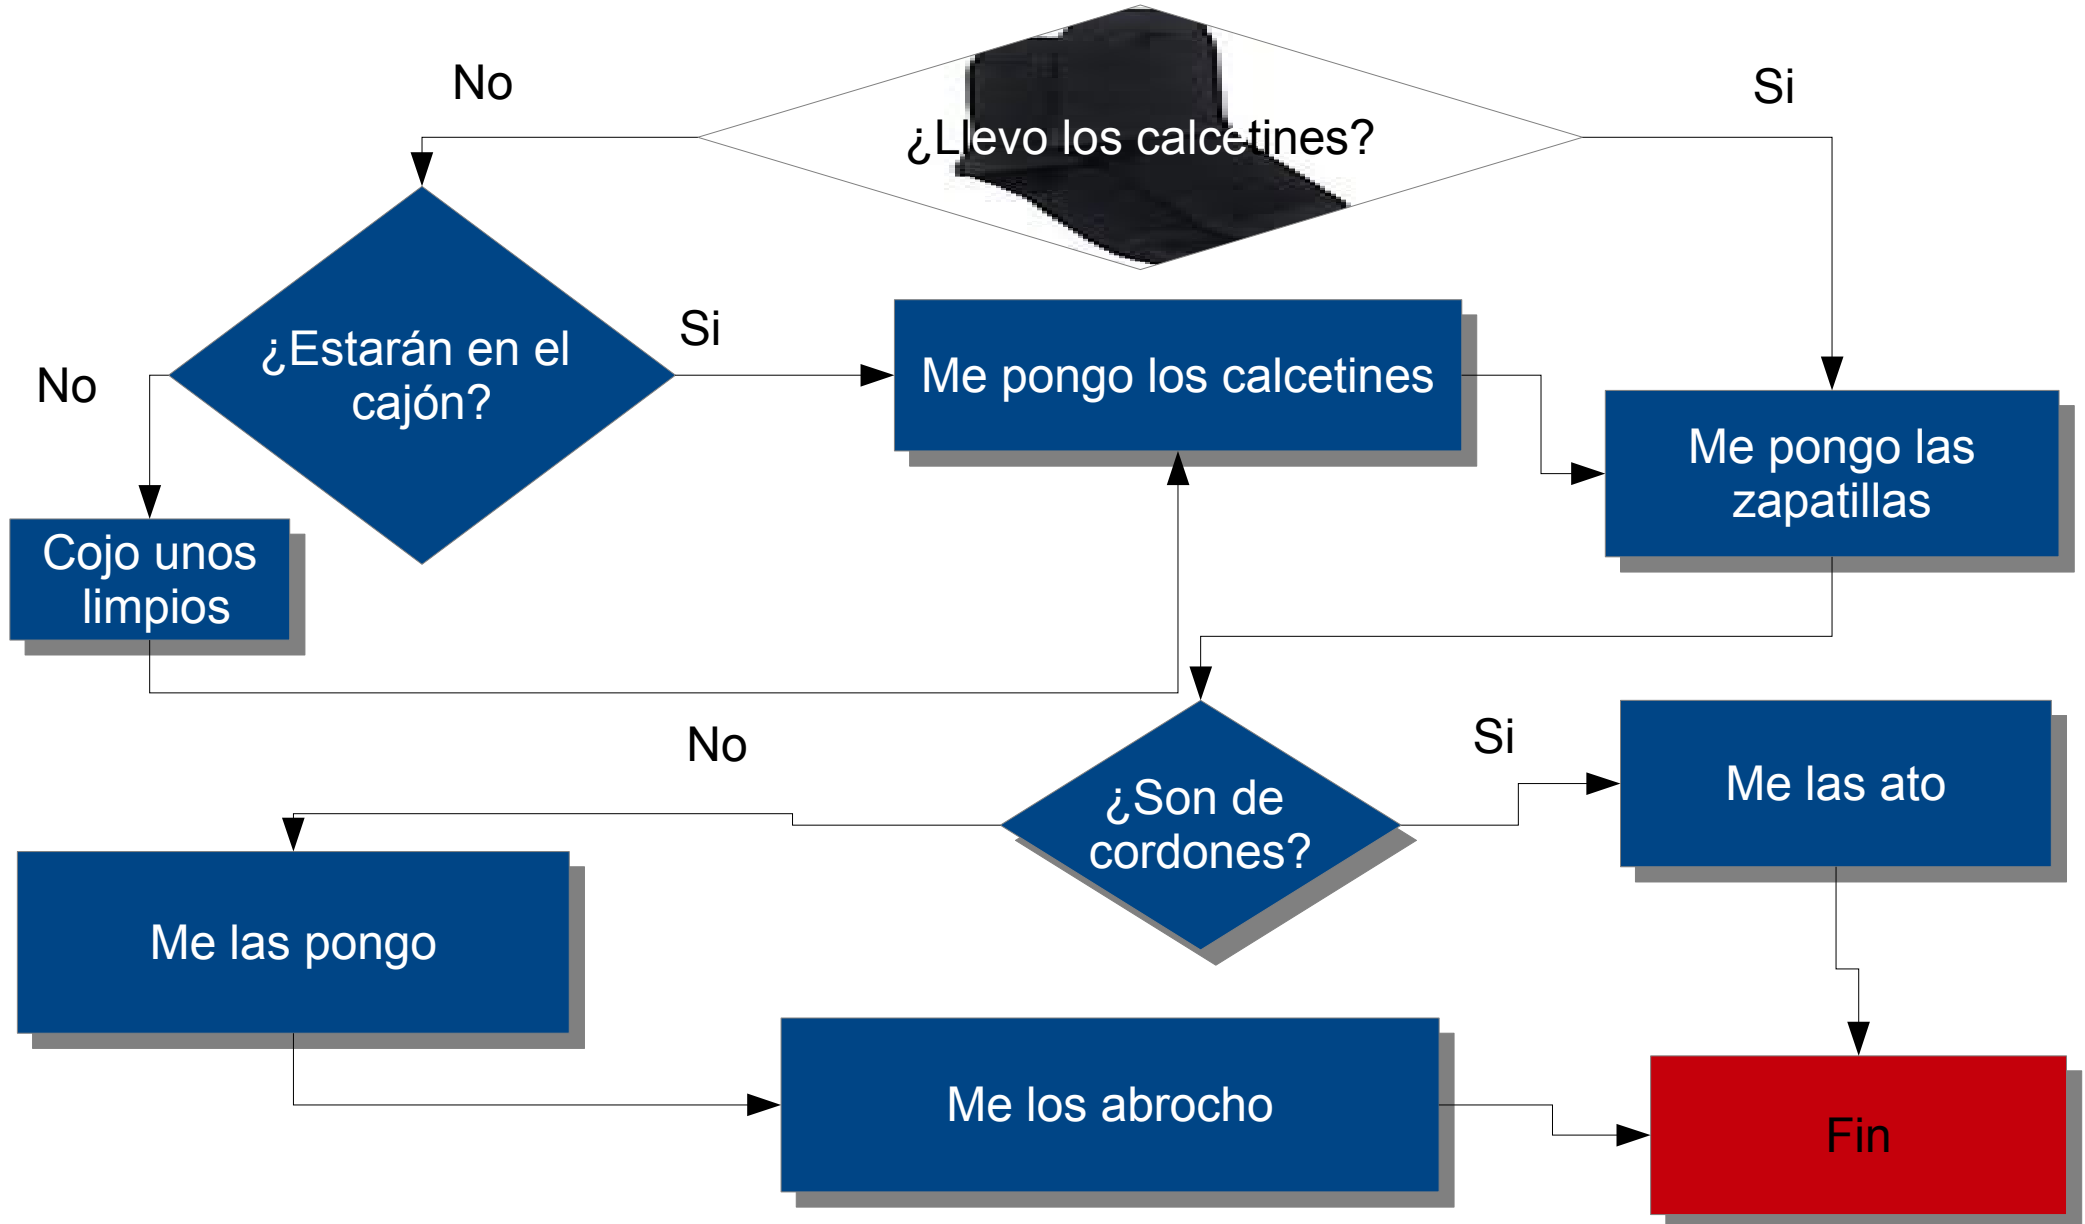 No
¿Llevo los calcetines?
Si
¿Estarán en el
cajón?
No
Si
Me pongo los calcetines
Me pongo las
zapatillas
Cojo unos
limpios
No
¿Son de
cordones?
Si
Me las ato
Me las pongo
Me los abrocho
Fin